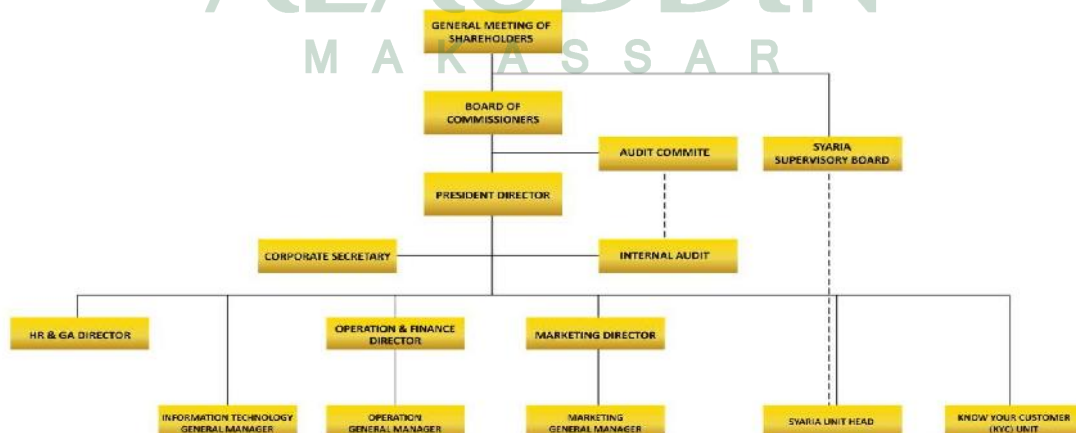 ALAUDDIN
MAKASSAR
GENERAL MEETING OF
SHAREHOLDERS
BOARD OF
COMMISSIONERS
AUDIT COMMITE
SYARIA
SUPERVISORY BOARD
PRESIDENT DIRECTOR
CORPORATE SECRETARY
INTERNAL AUDIT
HR & GA DIRECTOR
OPERATION & FINANCE
DIRECTOR
MARKETING DIRECTOR
INFORMATION TECHNOLOGY
GENERAL MANAGER
OPERATION
GENERAL MANAGER
MARKETING
GENERAL MANAGER
SYARIA UNIT HEAD
KNOW YOUR CUSTOMER
(KYC) UNIT